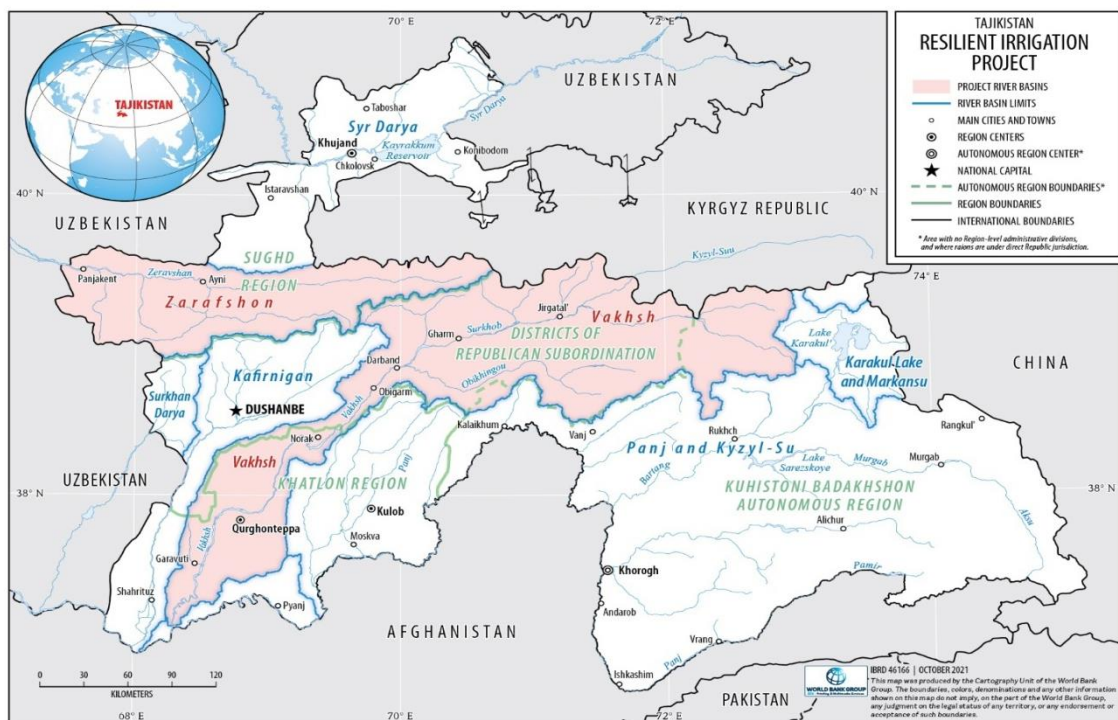 TAJIKISTAN
TAJIKISTAN
RESILIENT IRRIGATION
PROJECT
PROJECT RIVER BASINS
RIVER BASIN LIMITS
MAIN CITIES AND TOWNS
REGION CENTERS
AUTONOMOUS REGION CENTER*
NATIONAL CAPITAL
AUTONOMOUS REGION BOUNDARIES*
REGION BOUNDARIES
INTERNATIONAL BOUNDARIES
* Area with no Region-level administrative divisions,
and where raions are under direct Republic jurisdiction.
70° E
72° E
UZBEKISTAN
Taboshar
Syr Darya
Syr Darya
Khujand
Kayrakkum
Reservoir
Chkolovsk
Konibodom
Istaravshan
40° N
40° N
UZBEKISTAN
KYRGYZ REPUBLIC
SUGHD
REGION
Panjakent
Zeravshan
Ayni
Zarafshon
Kyzyl-Suu
74° E
Jirgatal'
Vakhsh
Gharm
Surkhob
DISTRICTS OF
REPUBLICAN SUBORDINATION
Lake
Karakul'
Karakul Lake
and Markansu
CHINA
Darband
Obikhingou
Kafirnigan
Surkhan
Darya
DUSHANBE
Obigarm
Vakhsh
Norak
Kalaikhum
Vanj
Rukhch
Rangkul'
Panj and Kyzyl-Su
Vakhsh
Panj
KHATLON REGION
Bartang
Lake
Sarezskoye
Murgab
Murgab
UZBEKISTAN
38° N
38° N
KUHISTONI BADAKHSHON
AUTONOMOUS REGION
Kulob
Qurghonteppa
Vakhsh
Moskva
Alichur
Aksu
Garavuti
Khorogh
Pamir
Shahrituz
Pyanj
Andarob
AFGHANISTAN
Vrang
Panj
Ishkashim
PAKISTAN
0 30 60 90 120
KILOMETERS
68° E
70° E
72° E
WORLD BANK GROUP
IBRD 46166 | OCTOBER 2021
This map was produced by the Cartography Unit of the World Bank
Group. The boundaries, colors, denominations and any other information
shown on this map do not imply, on the part of the World Bank Group,
any judgment on the legal status of any territory, or any endorsement or
acceptance of such boundaries.